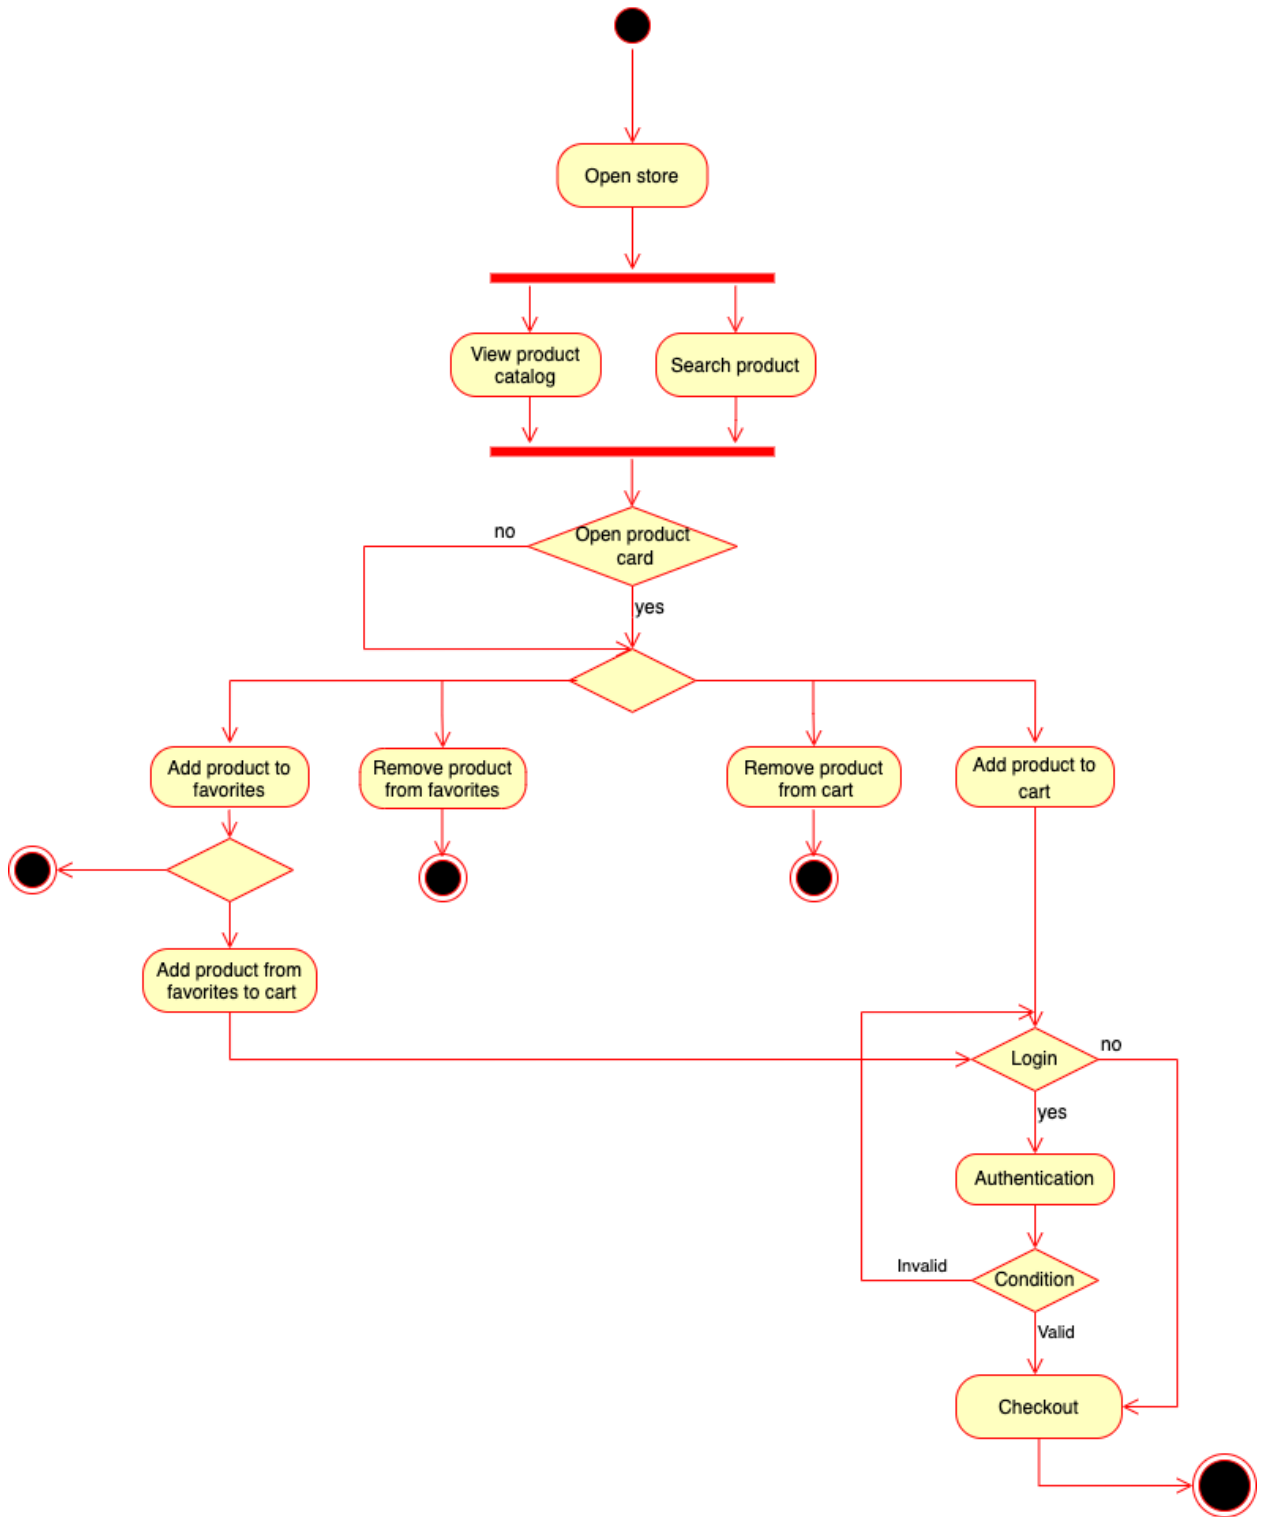 Open store
View product
catalog
Search product
Open product
card
no
yes
Add product to
favorites
Remove product
from favorites
Remove product
from cart
Add product to
cart
Add product from
favorites to cart
Login
no
yes
Authentication
Invalid
Condition
Valid
Checkout